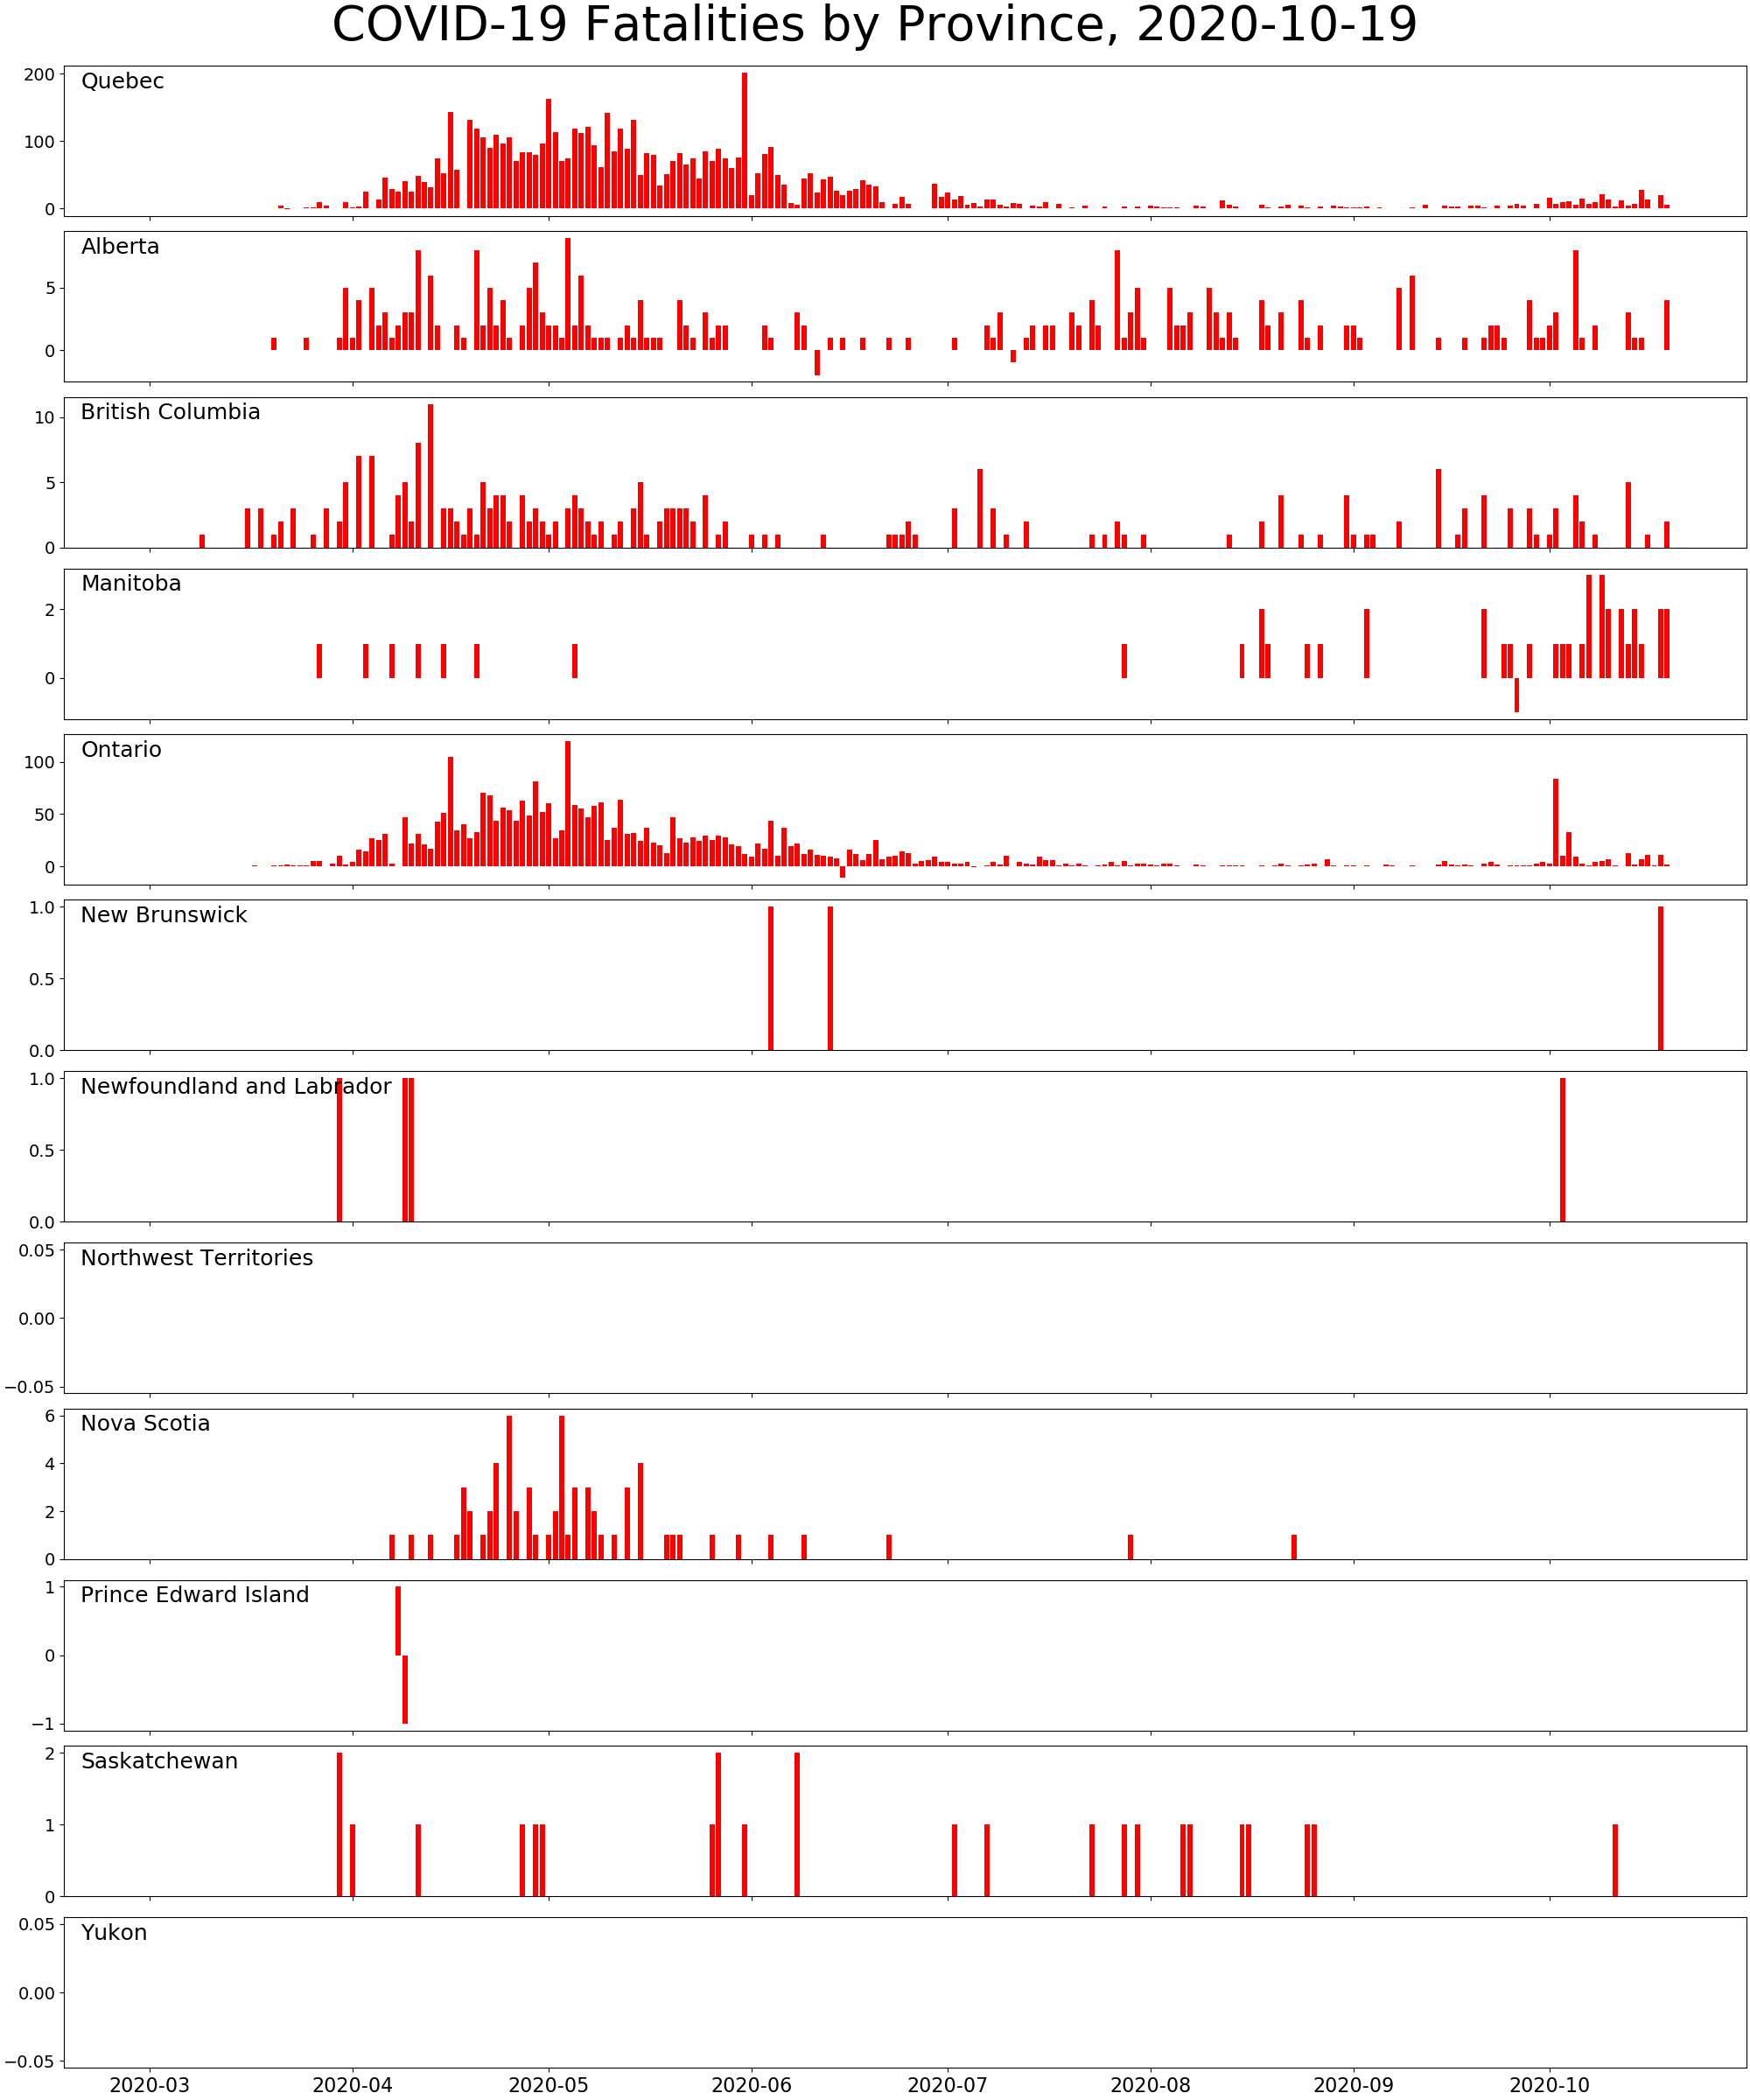 COVID-19 Fatalities by Province, 2020-10-19
Quebec
200
100
0
Alberta
5
0
British Columbia
10
5
0
Manitoba
2
0
Ontario
100
50
0
New Brunswick
1.0
0.5
0.0
Newfoundland and Labrador
1.0
0.5
0.0
Northwest Territories
0.05
0.00
−0.05
Nova Scotia
6
4
2
0
Prince Edward Island
1
0
−1
Saskatchewan
2
1
0
Yukon
0.05
0.00
−0.05
2020-03 2020-04 2020-05 2020-06 2020-07 2020-08 2020-09 2020-10